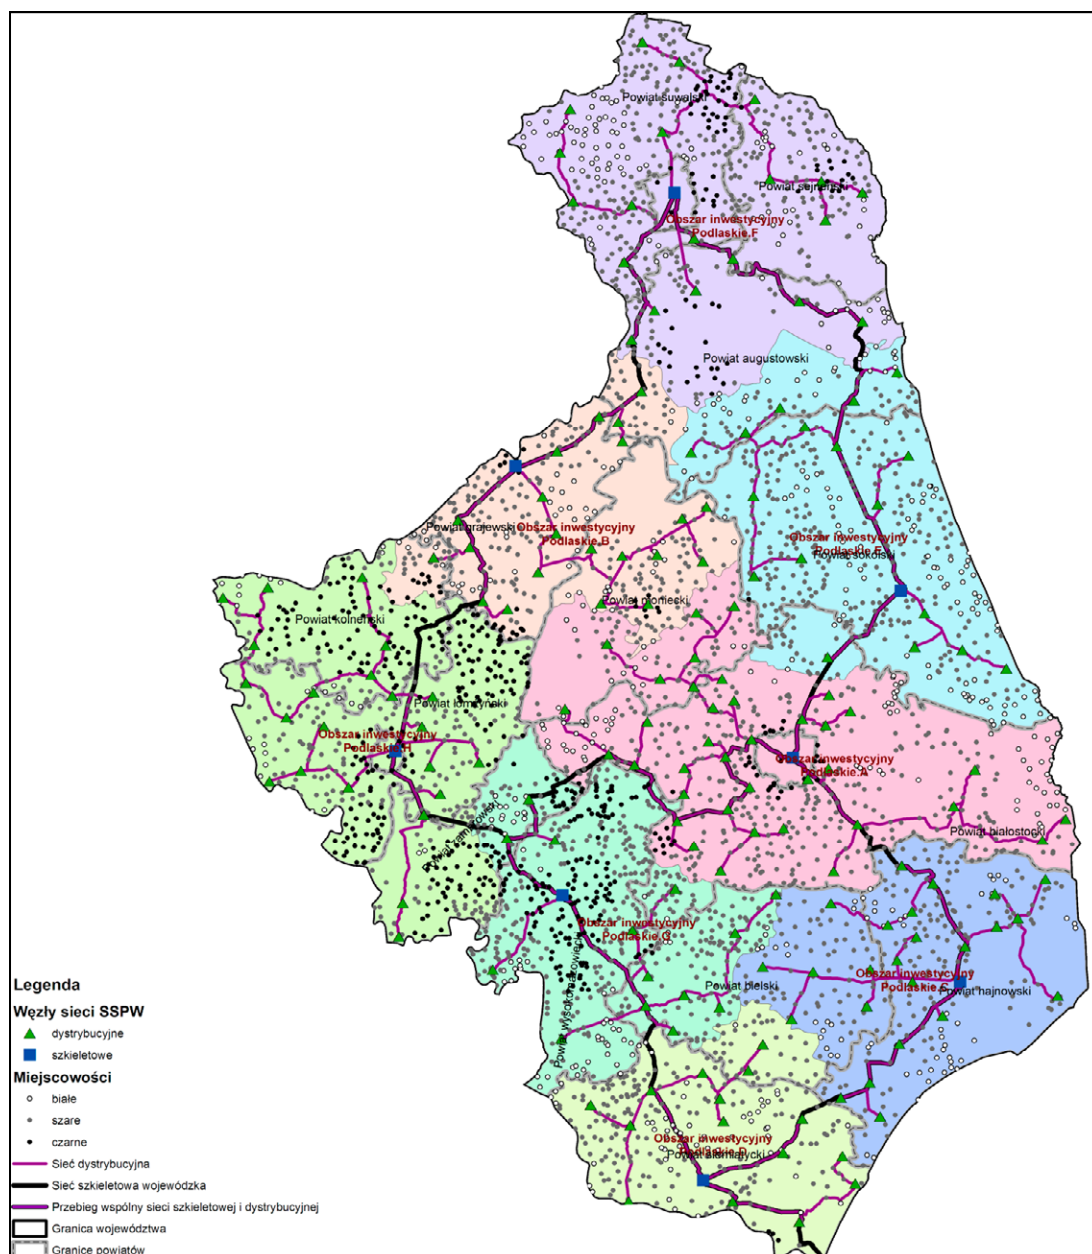 Powiat suwalski
Powiat sejneński
Obszar inwestycyjny
Podlaskie.F
Powiat augustowski
Powiat grajewski
Obszar inwestycyjny
Podlaskie.B
Obszar inwestycyjny
Podlaskie.E
Powiat sokólski
Powiat moniecki
Powiat kolneński
Powiat łomżyński
Obszar inwestycyjny
Podlaskie.H
Obszar inwestycyjny
Podlaskie.A
Powiat zambrowski
Powiat białostocki
Obszar inwestycyjny
Podlaskie.G
Powiat wysokomazowiecki
Powiat bielski
Obszar inwestycyjny
Podlaskie.C
Powiat hajnowski
Obszar inwestycyjny
Podlaskie.D
Powiat siemiatycki
Legenda
Węzły sieci SSPW
dystrybucyjne
szkieletowe
Miejscowości
białe
szare
czarne
Sieć dystrybucyjna
Sieć szkieletowa wojewódzka
Przebieg wspólny sieci szkieletowej i dystrybucyjnej
Granica województwa
Granice powiatów